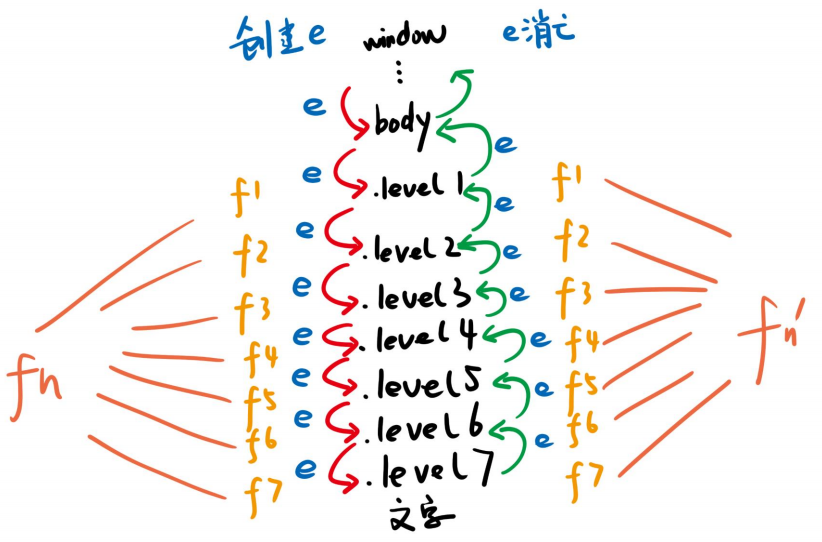 创建e window e消亡
⋮
e body
e
e .level 1 e
f1 f1
e .level 2 e
f2 f2
e .level 3 e
f3 f3
e .level 4 e
f4 f4
fn fn'
e .level 5 e
f5 f5
e .level 6 e
f6 f6
e .level 7
f7 f7
文字